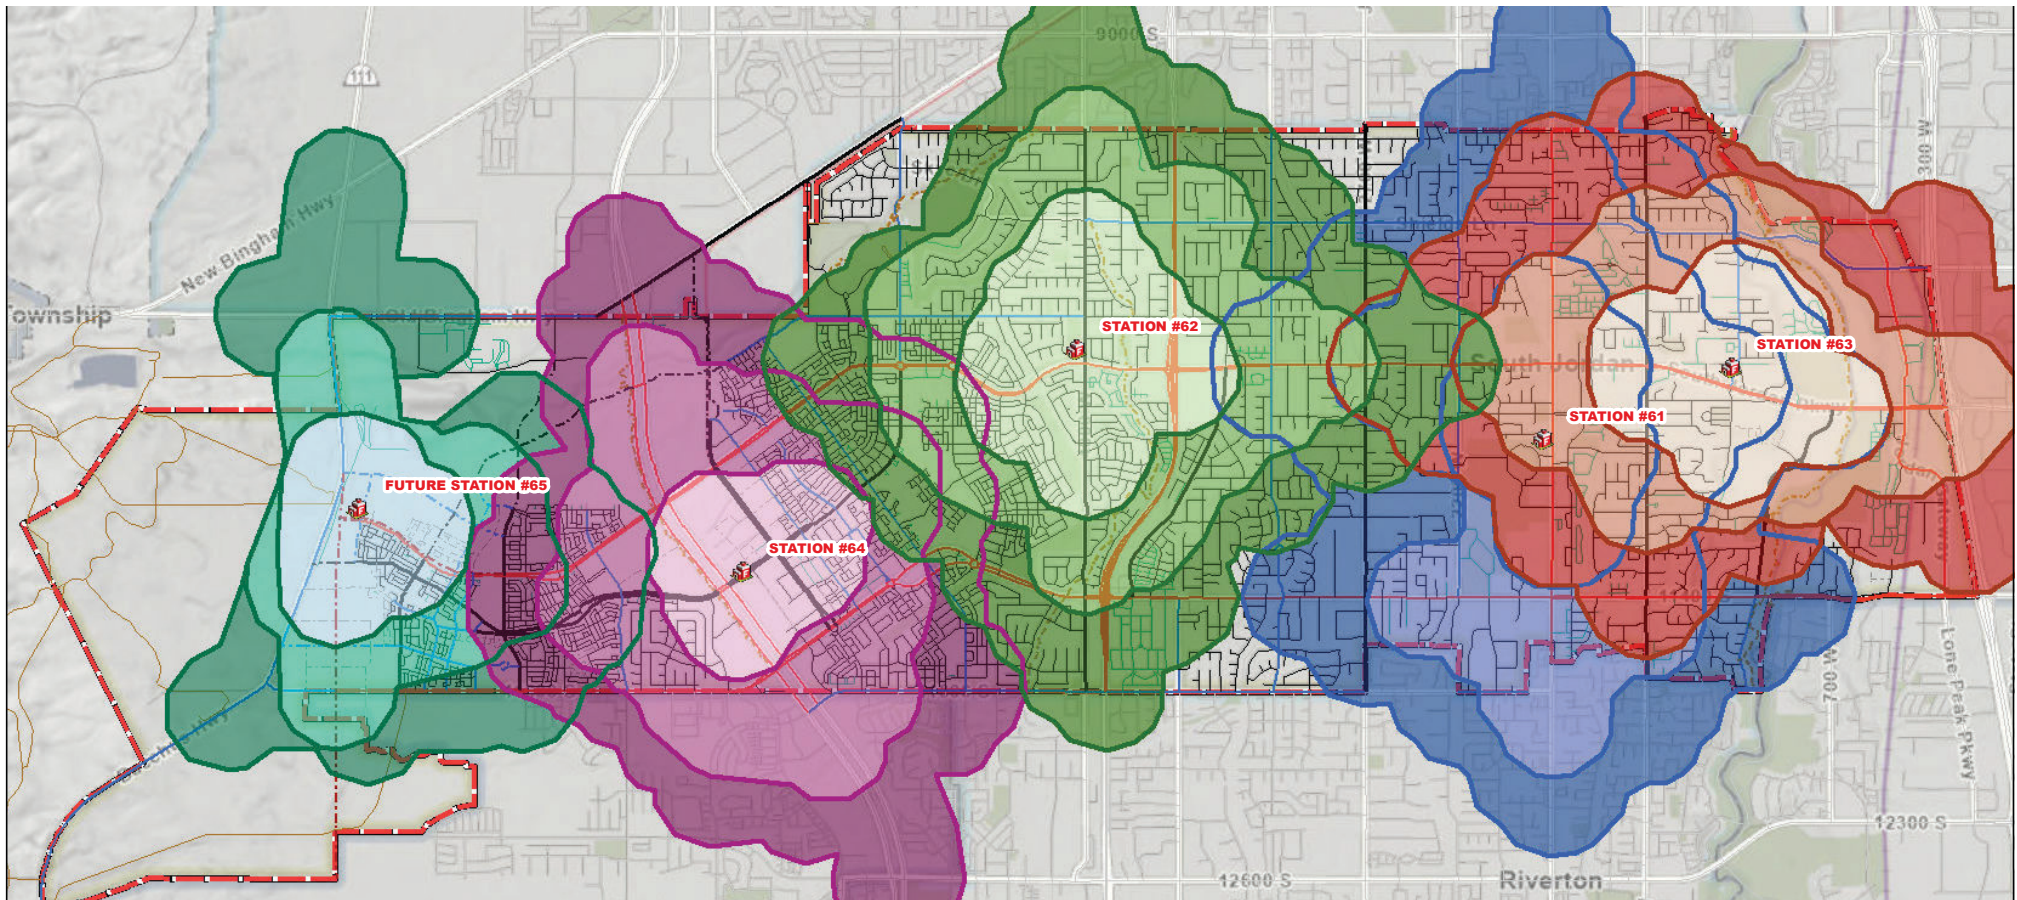 9000 S
111
300 W
New Bingham Hwy
Township
STATION #62
STATION #63
South Jordan
STATION #61
FUTURE STATION #65
STATION #64
700 W
Lone Peak Pkwy
12300 S
12600 S
Riverton